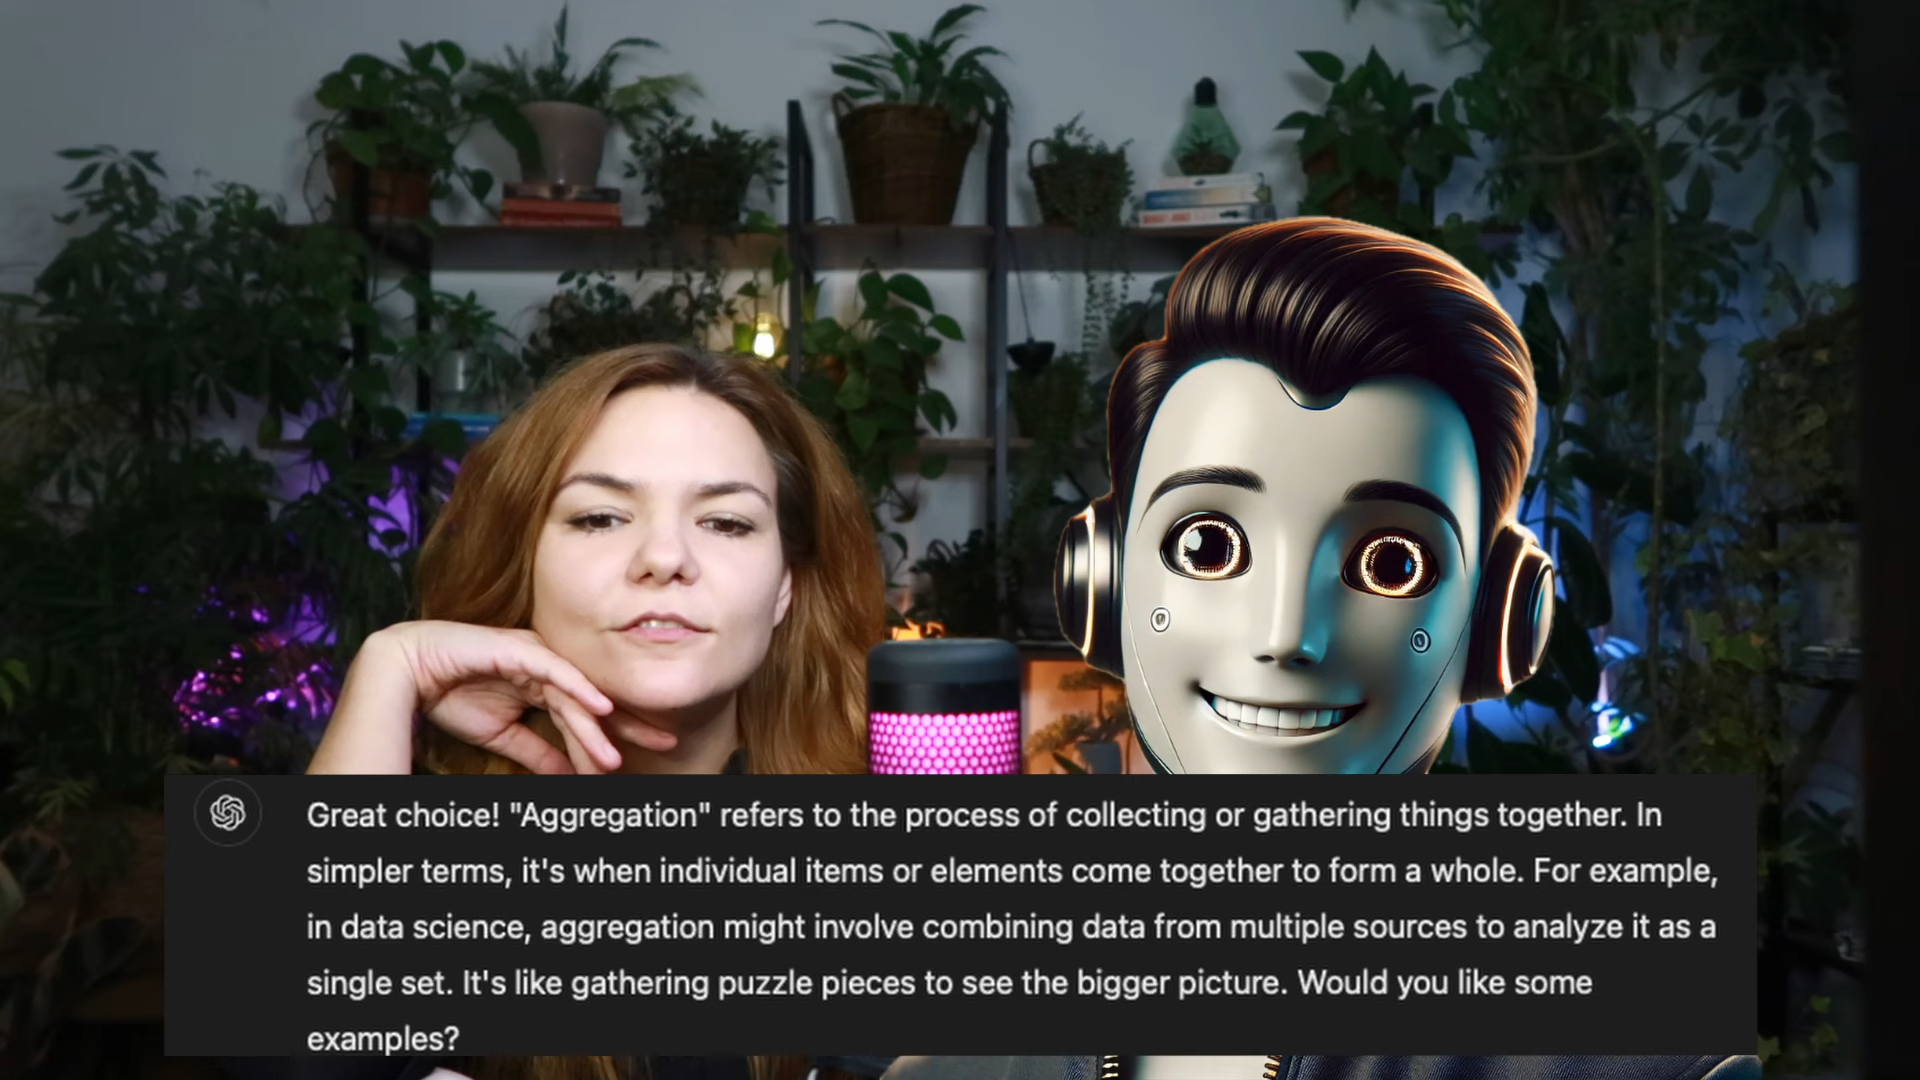 Great choice! "Aggregation" refers to the process of collecting or gathering things together. In
simpler terms, it's when individual items or elements come together to form a whole. For example,
in data science, aggregation might involve combining data from multiple sources to analyze it as a
single set. It's like gathering puzzle pieces to see the bigger picture. Would you like some
examples?